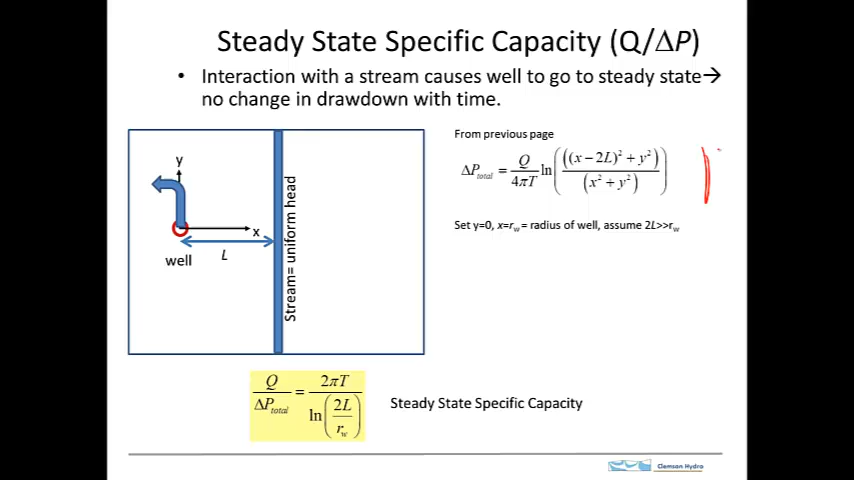 Steady State Specific Capacity (Q/ΔP)
• Interaction with a stream causes well to go to steady state→
no change in drawdown with time.
From previous page
ΔP_total = Q/(4πT) ln(((x − 2L)² + y²)/(x² + y²))
Set y=0, x=r_w = radius of well, assume 2L>>r_w
y
x
L
well
Stream= uniform head
Q/ΔP_total = 2πT/ln(2L/r_w)
Steady State Specific Capacity
Clemson Hydro